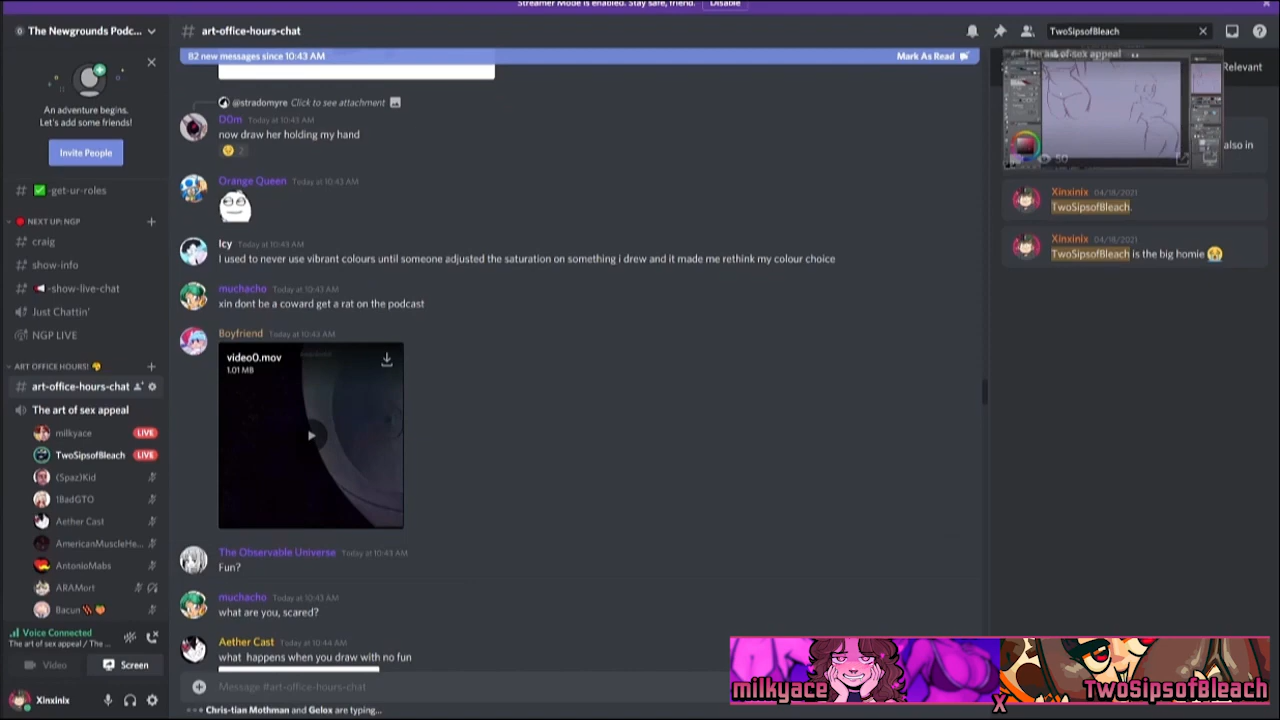 Streamer Mode is enabled. Stay safe, friend. Disable
The Newgrounds Podc...
art-office-hours-chat
TwoSipsofBleach
82 new messages since 10:43 AM
Mark As Read
The art of sex appeal
Relevant
50
also in
An adventure begins.
Let's add some friends!
Invite People
-get-ur-roles
NEXT UP: NGP
craig
show-info
-show-live-chat
Just Chattin'
NGP LIVE
ART OFFICE HOURS!
art-office-hours-chat
The art of sex appeal
milkyace LIVE
TwoSipsofBleach LIVE
(Spaz)Kid
1BadGTO
Aether Cast
AmericanMuscleHe...
AntonioMabs
ARAMort
Bacun
Voice Connected
The art of sex appeal / The ...
Video
Screen
Xinxinix
@stradomyre Click to see attachment
D0m Today at 10:43 AM
now draw her holding my hand
2
Orange Queen Today at 10:43 AM
Icy Today at 10:43 AM
I used to never use vibrant colours until someone adjusted the saturation on something i drew and it made me rethink my colour choice
muchacho Today at 10:43 AM
xin dont be a coward get a rat on the podcast
Boyfriend Today at 10:43 AM
video0.mov
1.01 MB
The Observable Universe Today at 10:43 AM
Fun?
muchacho Today at 10:43 AM
what are you, scared?
Aether Cast Today at 10:44 AM
what happens when you draw with no fun
Message #art-office-hours-chat
Chris-tian Mothman and Gelox are typing...
Xinxinix 04/18/2021
TwoSipsofBleach.
Xinxinix 04/18/2021
TwoSipsofBleach is the big homie
milkyace
X
TwoSipsofBleach